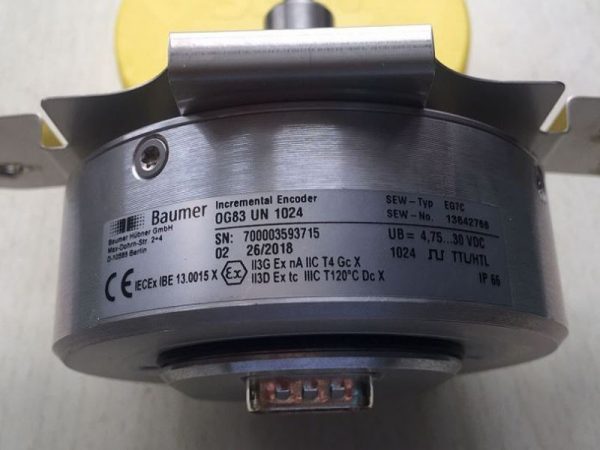 Baumer
Baumer Hübner GmbH
Max-Dohrn-Str. 2+4
D-10589 Berlin
Incremental Encoder
OG83 UN 1024
SN: 700003593715
02 26/2018
SEW-Typ EG7C
SEW-No. 13642766
UB = 4,75...30 VDC
1024 TTL/HTL
IP 66
CE IECEx IBE 13.0015 X Ex II3G Ex nA IIC T4 Gc X
II3D Ex tc IIIC T120°C Dc X